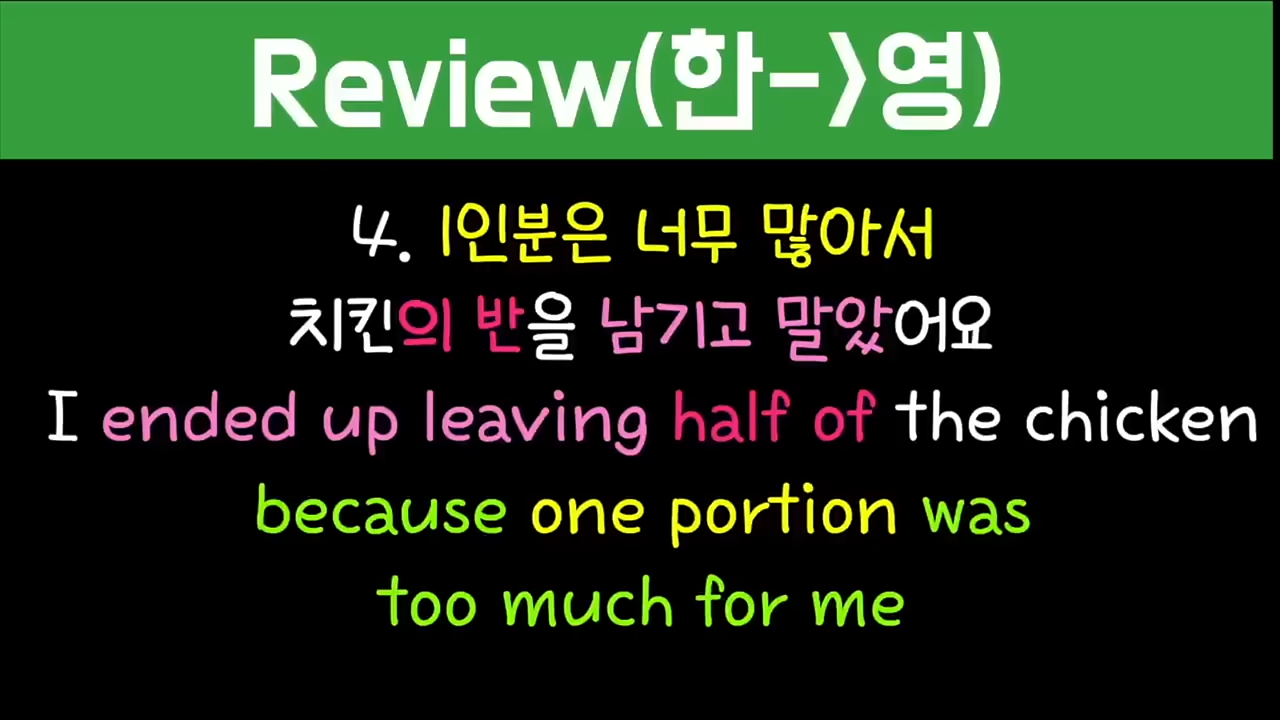 Review(한->영)
4. 1인분은 너무 많아서
치킨의 반을 남기고 말았어요
I ended up leaving half of the chicken
because one portion was
too much for me